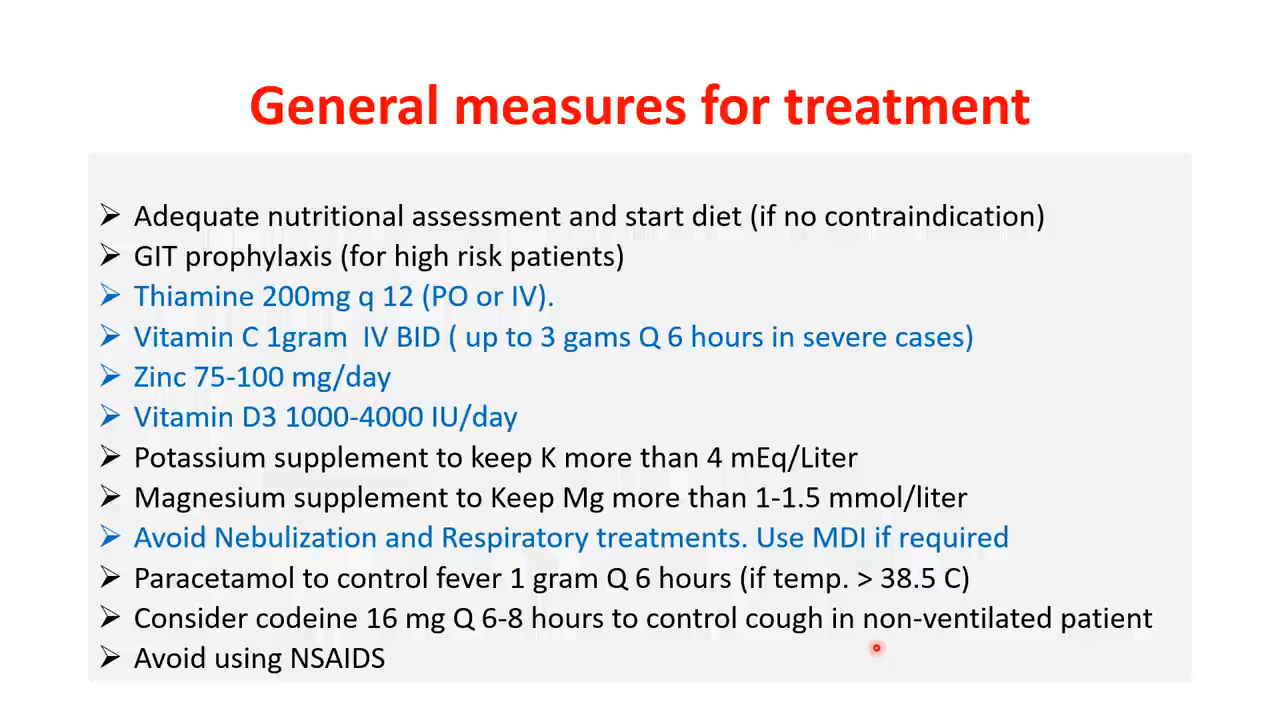 General measures for treatment
➢ Adequate nutritional assessment and start diet (if no contraindication)
➢ GIT prophylaxis (for high risk patients)
➢ Thiamine 200mg q 12 (PO or IV).
➢ Vitamin C 1gram  IV BID ( up to 3 gams Q 6 hours in severe cases)
➢ Zinc 75-100 mg/day
➢ Vitamin D3 1000-4000 IU/day
➢ Potassium supplement to keep K more than 4 mEq/Liter
➢ Magnesium supplement to Keep Mg more than 1-1.5 mmol/liter
➢ Avoid Nebulization and Respiratory treatments. Use MDI if required
➢ Paracetamol to control fever 1 gram Q 6 hours (if temp. > 38.5 C)
➢ Consider codeine 16 mg Q 6-8 hours to control cough in non-ventilated patient
➢ Avoid using NSAIDS